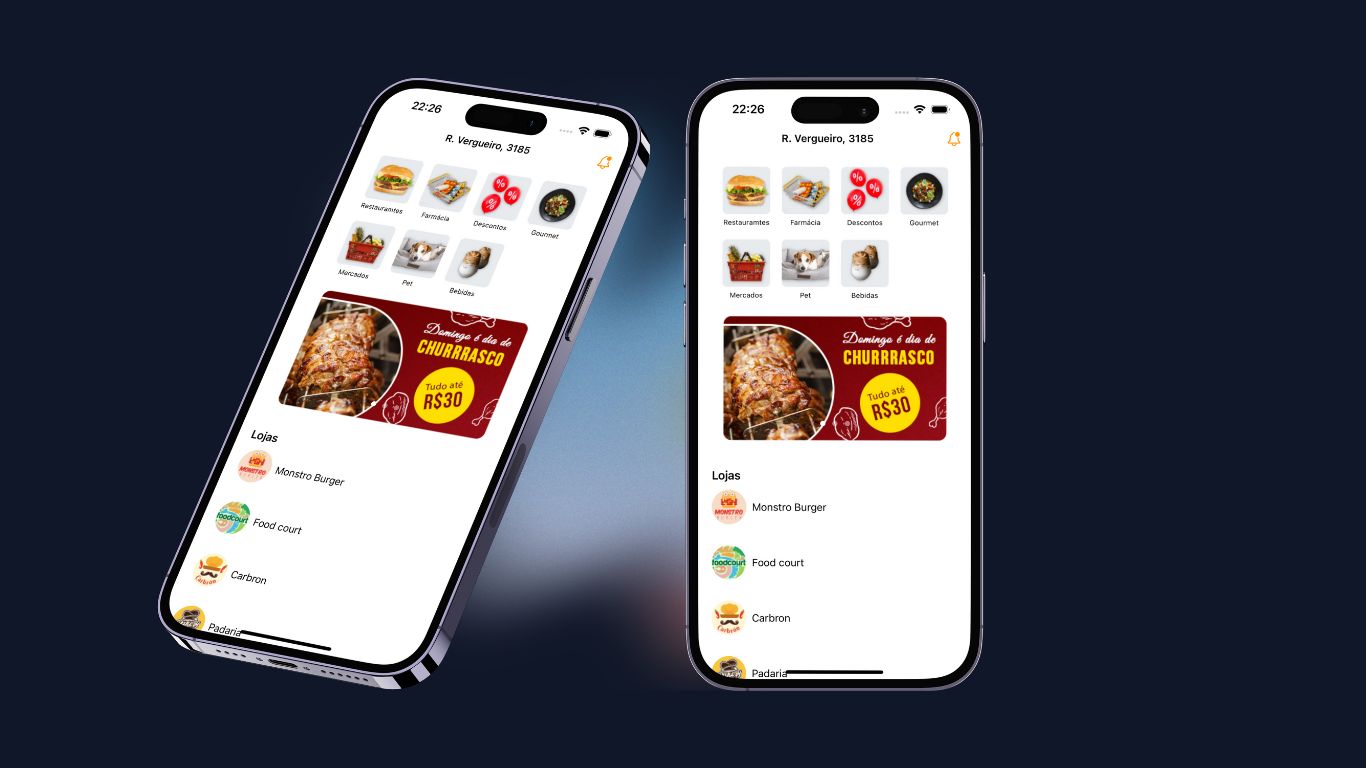 22:26
R. Vergueiro, 3185
Restauramtes
Farmácia
Descontos
Gourmet
Mercados
Pet
Bebidas
Domingo é dia de
CHURRRASCO
Tudo até
R$30
Lojas
MONSTRO
Monstro Burger
foodcourt
Food court
Carbron
Carbron
Padaria
22:26
R. Vergueiro, 3185
Restauramtes
Farmácia
Descontos
Gourmet
Mercados
Pet
Bebidas
Domingo é dia de
CHURRRASCO
Tudo até
R$30
Lojas
MONSTRO
BURGER
Monstro Burger
foodcourt
Food court
Carbron
Carbron
Padaria